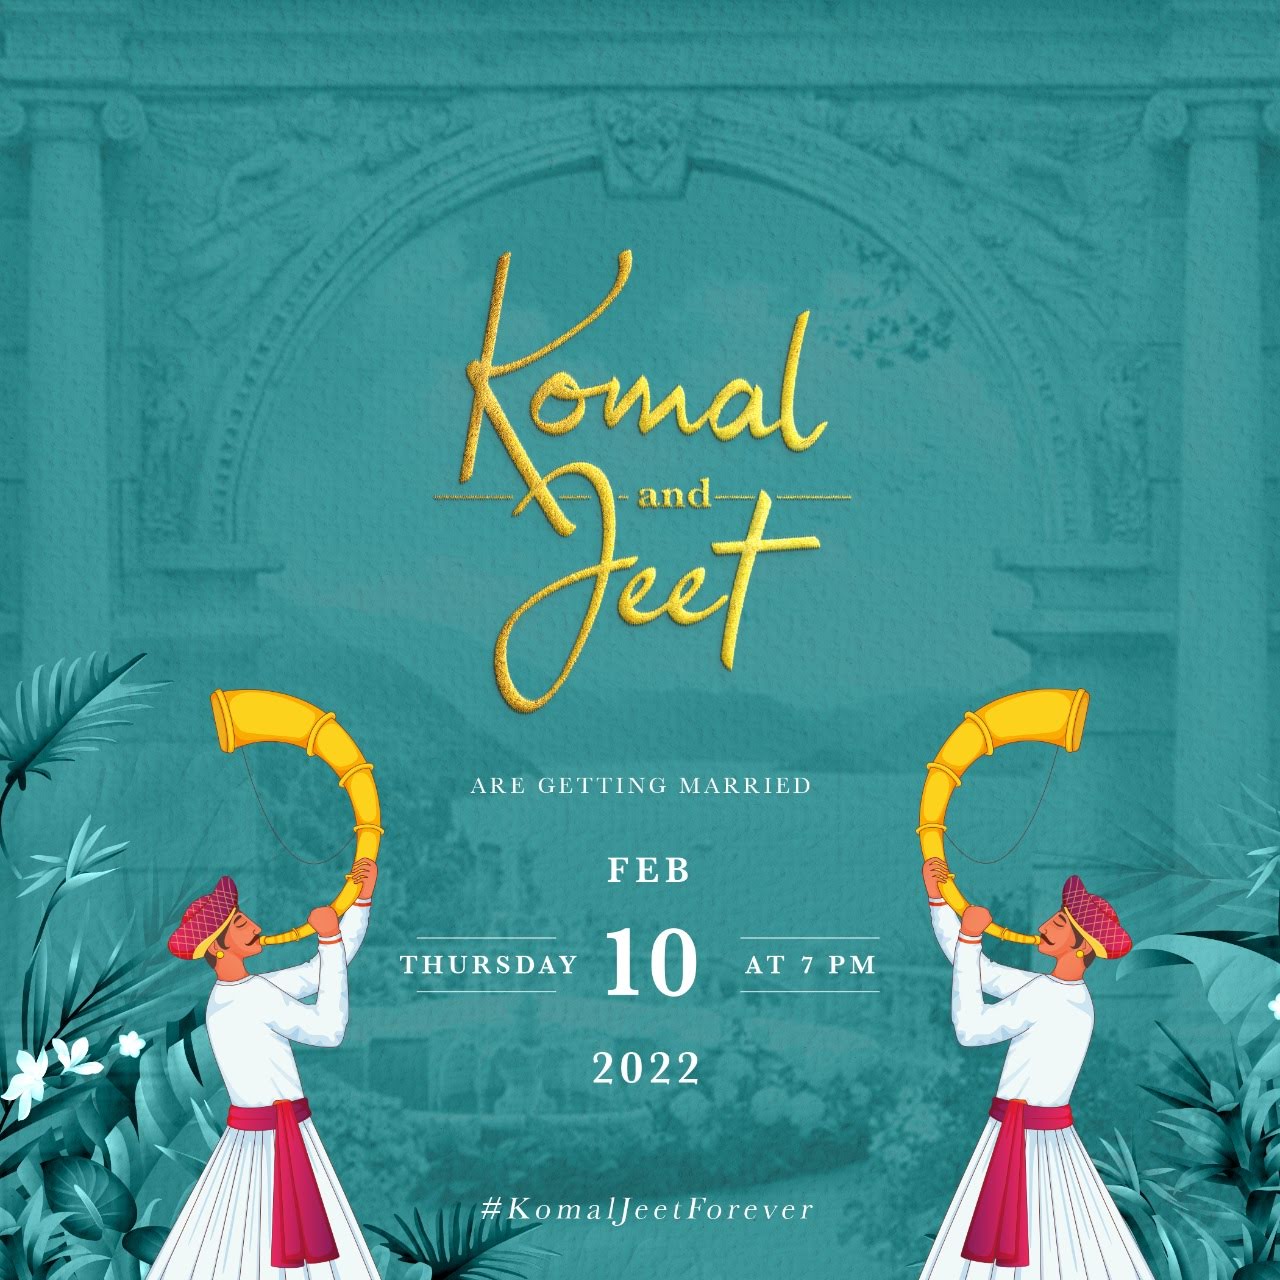 Komal
and
Jeet
ARE GETTING MARRIED
FEB
THURSDAY 10 AT 7 PM
2022
#KomalJeetForever